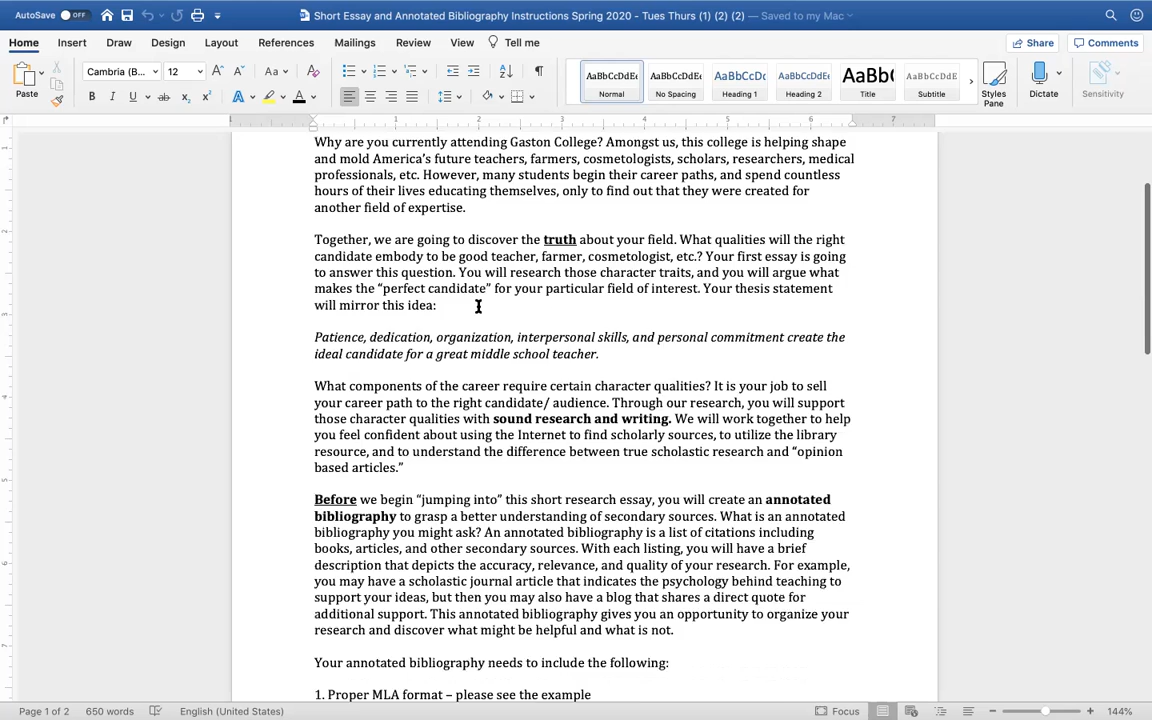 AutoSave OFF Short Essay and Annotated Bibliography Instructions Spring 2020 - Tues Thurs (1) (2) (2) — Saved to my Mac
Home Insert Draw Design Layout References Mailings Review View Tell me Share Comments
Cambria (B... 12 Aa AaBbCcDdEe AaBbCcDdEe AaBbCcDc AaBbCcDdEe AaBb( AaBbCcDdE
Paste B I U ab x2 x2 A A Normal No Spacing Heading 1 Heading 2 Title Subtitle Styles Pane Dictate Sensitivity
1 1 2 3 4 5 6 7
Why are you currently attending Gaston College? Amongst us, this college is helping shape
and mold America's future teachers, farmers, cosmetologists, scholars, researchers, medical
professionals, etc. However, many students begin their career paths, and spend countless
hours of their lives educating themselves, only to find out that they were created for
another field of expertise.
Together, we are going to discover the truth about your field. What qualities will the right
candidate embody to be good teacher, farmer, cosmetologist, etc.? Your first essay is going
to answer this question. You will research those character traits, and you will argue what
makes the “perfect candidate” for your particular field of interest. Your thesis statement
will mirror this idea:
Patience, dedication, organization, interpersonal skills, and personal commitment create the
ideal candidate for a great middle school teacher.
What components of the career require certain character qualities? It is your job to sell
your career path to the right candidate/ audience. Through our research, you will support
those character qualities with sound research and writing. We will work together to help
you feel confident about using the Internet to find scholarly sources, to utilize the library
resource, and to understand the difference between true scholastic research and “opinion
based articles.”
Before we begin “jumping into” this short research essay, you will create an annotated
bibliography to grasp a better understanding of secondary sources. What is an annotated
bibliography you might ask? An annotated bibliography is a list of citations including
books, articles, and other secondary sources. With each listing, you will have a brief
description that depicts the accuracy, relevance, and quality of your research. For example,
you may have a scholastic journal article that indicates the psychology behind teaching to
support your ideas, but then you may also have a blog that shares a direct quote for
additional support. This annotated bibliography gives you an opportunity to organize your
research and discover what might be helpful and what is not.
Your annotated bibliography needs to include the following:
1. Proper MLA format – please see the example
Page 1 of 2 650 words English (United States) Focus 144%